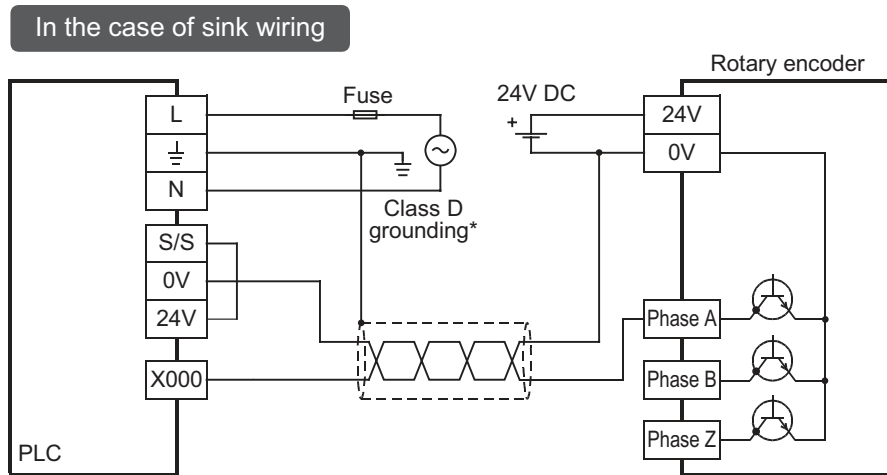 In the case of sink wiring
Rotary encoder
Fuse
24V DC
+
L
N
24V
0V
Class D
grounding*
S/S
0V
24V
X000
Phase A
Phase B
Phase Z
PLC